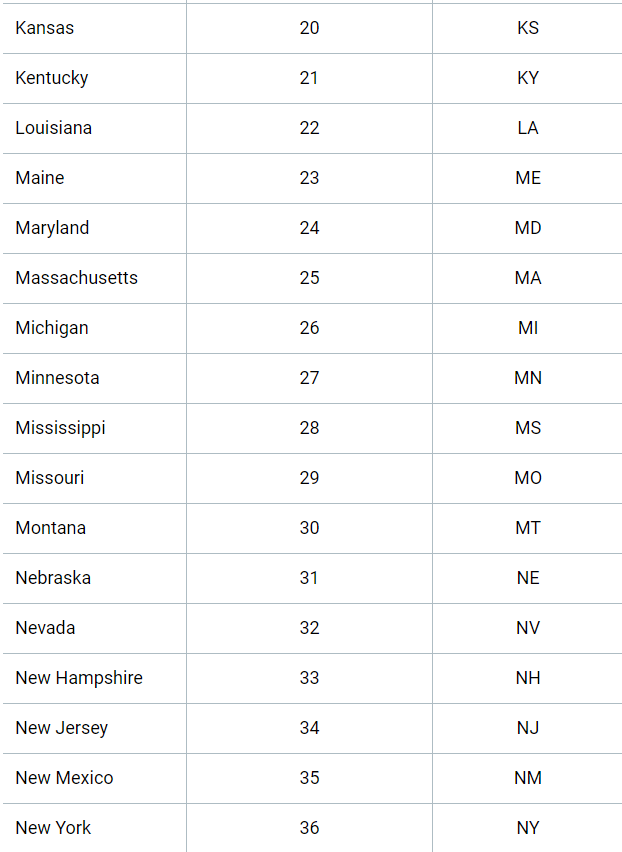 Kansas 20 KS
Kentucky 21 KY
Louisiana 22 LA
Maine 23 ME
Maryland 24 MD
Massachusetts 25 MA
Michigan 26 MI
Minnesota 27 MN
Mississippi 28 MS
Missouri 29 MO
Montana 30 MT
Nebraska 31 NE
Nevada 32 NV
New Hampshire 33 NH
New Jersey 34 NJ
New Mexico 35 NM
New York 36 NY